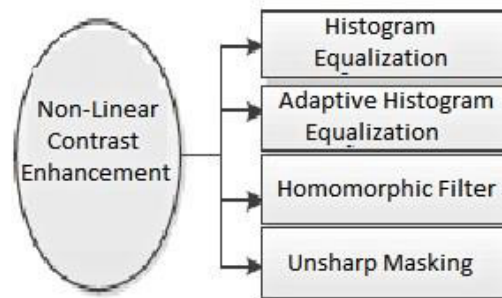 Non-Linear
Contrast
Enhancement
Histogram
Equalization
Adaptive Histogram
Equalization
Homomorphic Filter
Unsharp Masking